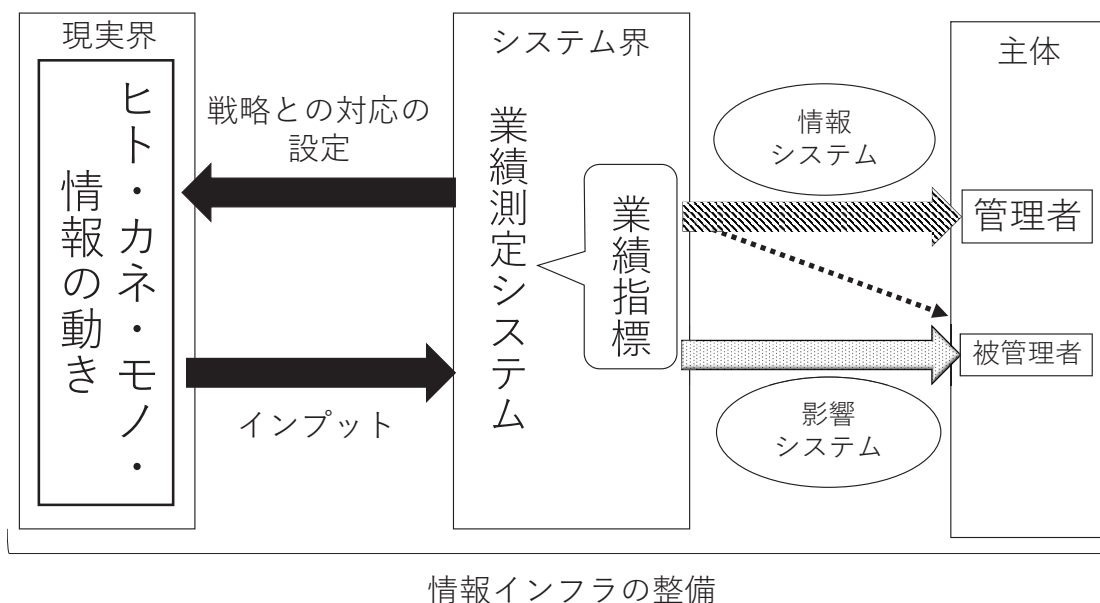 現実界
ヒト・カネ・モノ・
情報の動き
戦略との対応の
設定
インプット
システム界
業績測定システム
業績指標
情報
システム
影響
システム
主体
管理者
被管理者
情報インフラの整備